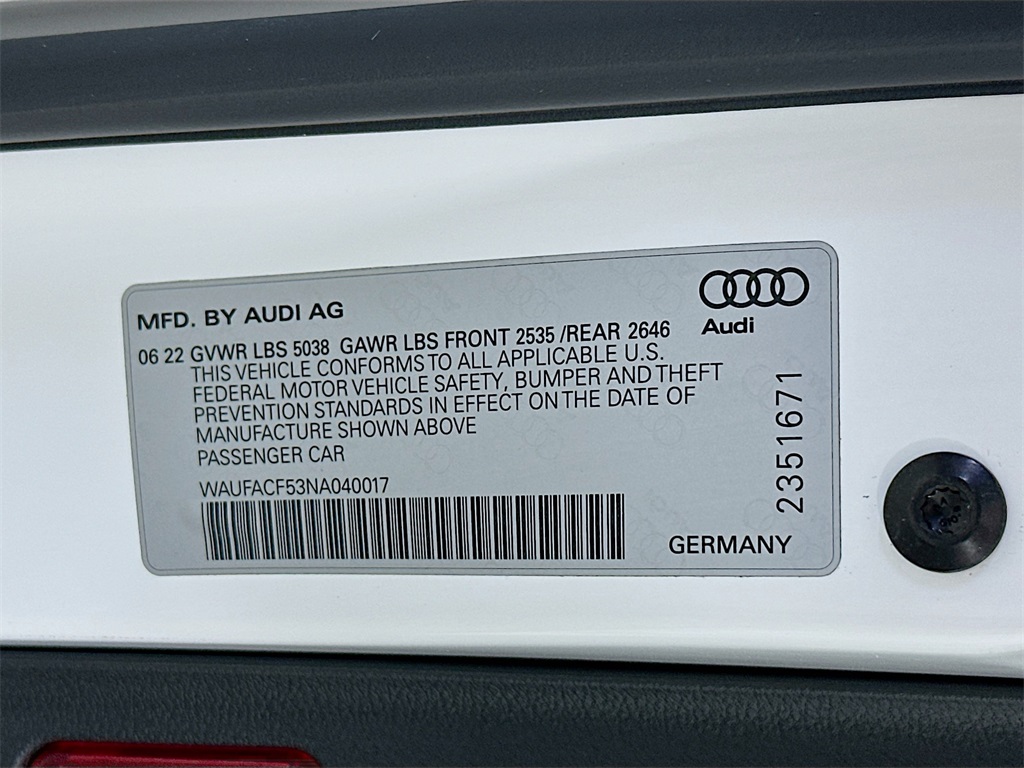 MFD. BY AUDI AG
Audi
06 22 GVWR LBS 5038 GAWR LBS FRONT 2535 /REAR 2646
THIS VEHICLE CONFORMS TO ALL APPLICABLE U.S.
FEDERAL MOTOR VEHICLE SAFETY, BUMPER AND THEFT
PREVENTION STANDARDS IN EFFECT ON THE DATE OF
MANUFACTURE SHOWN ABOVE
PASSENGER CAR
WAUFACF53NA040017
2351671
GERMANY